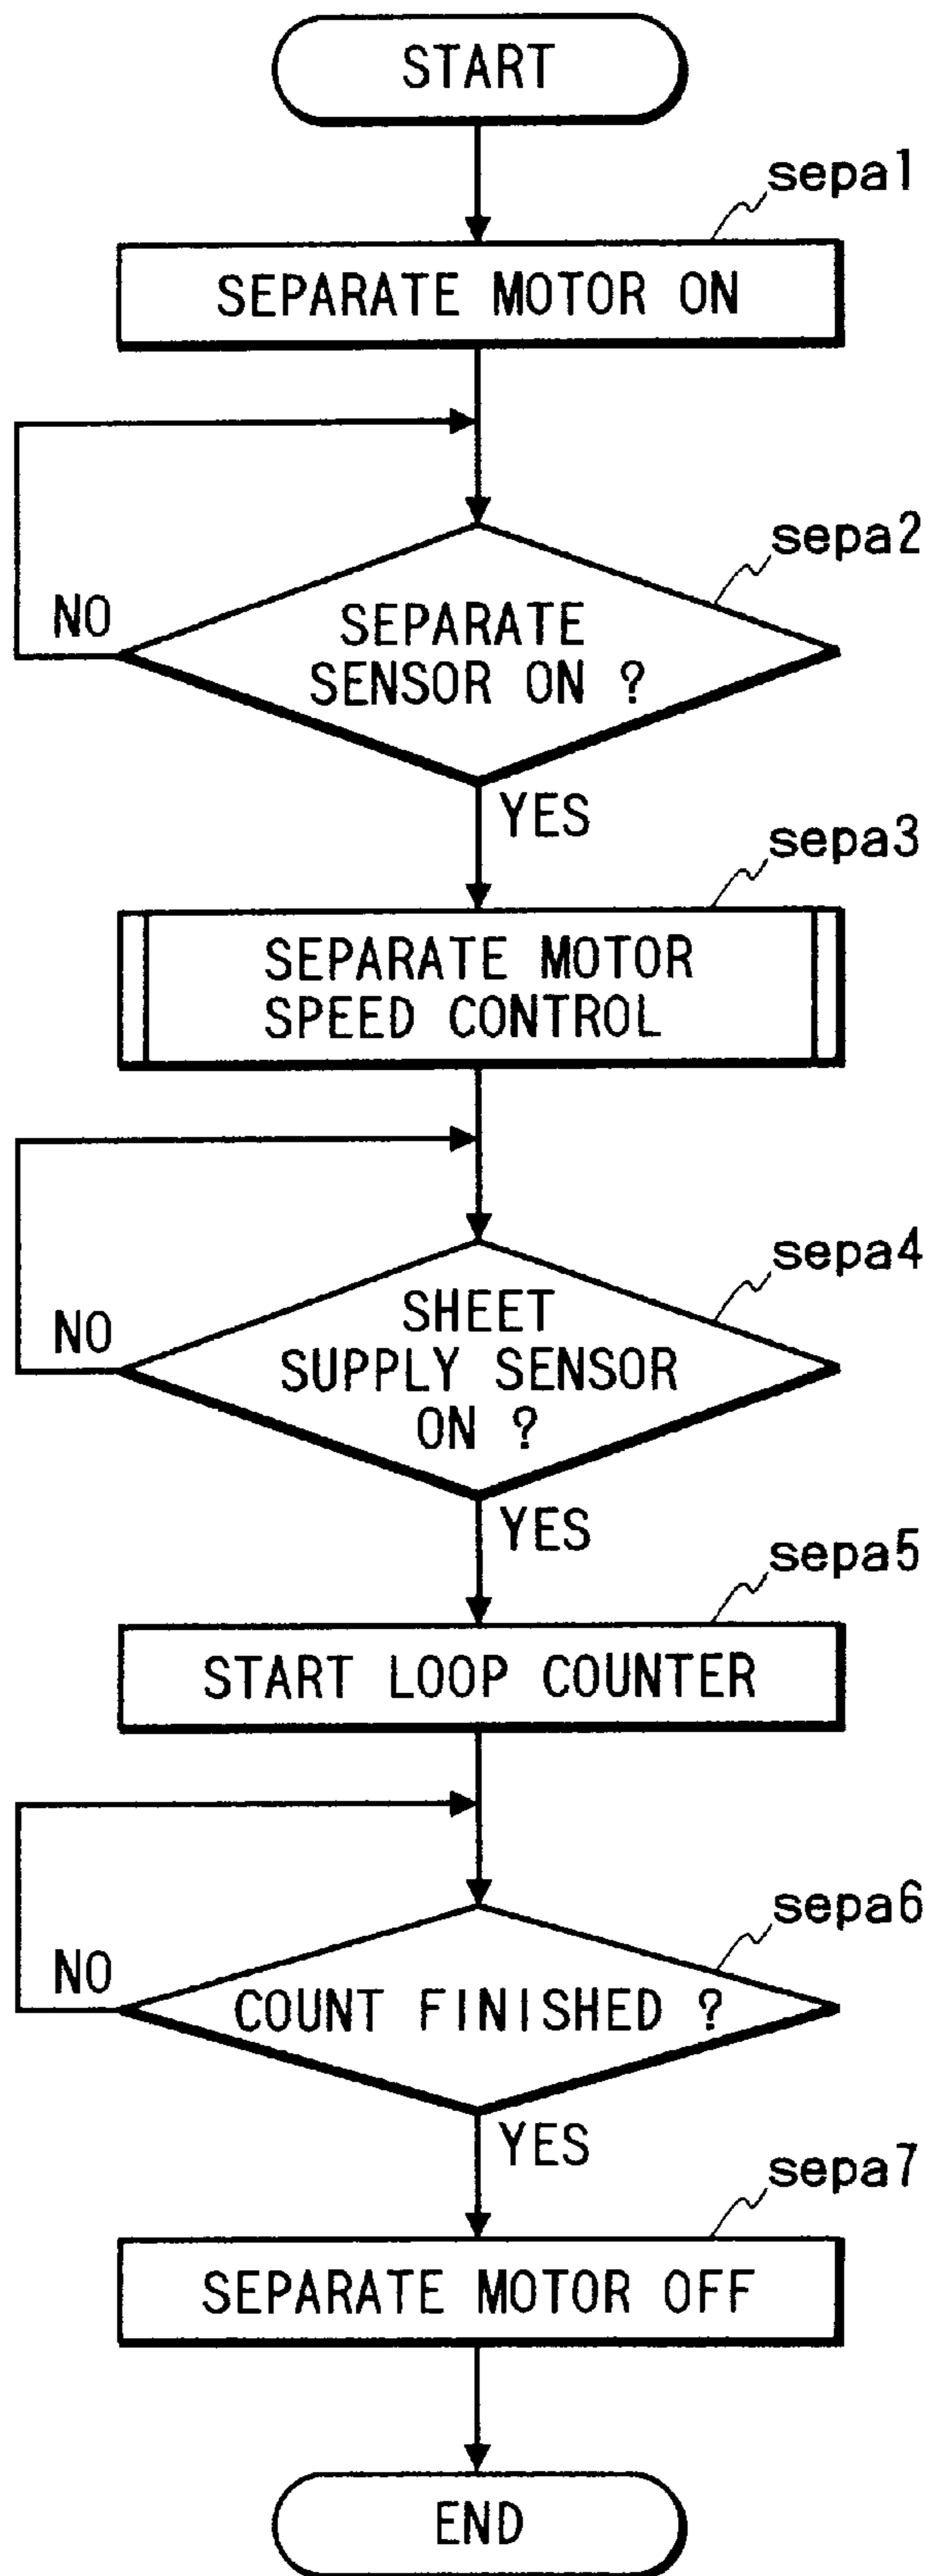 START
sepa1
SEPARATE MOTOR ON
sepa2
NO
SEPARATE
SENSOR ON ?
YES
sepa3
SEPARATE MOTOR
SPEED CONTROL
sepa4
NO
SHEET
SUPPLY SENSOR
ON ?
YES
sepa5
START LOOP COUNTER
sepa6
NO
COUNT FINISHED ?
YES
sepa7
SEPARATE MOTOR OFF
END